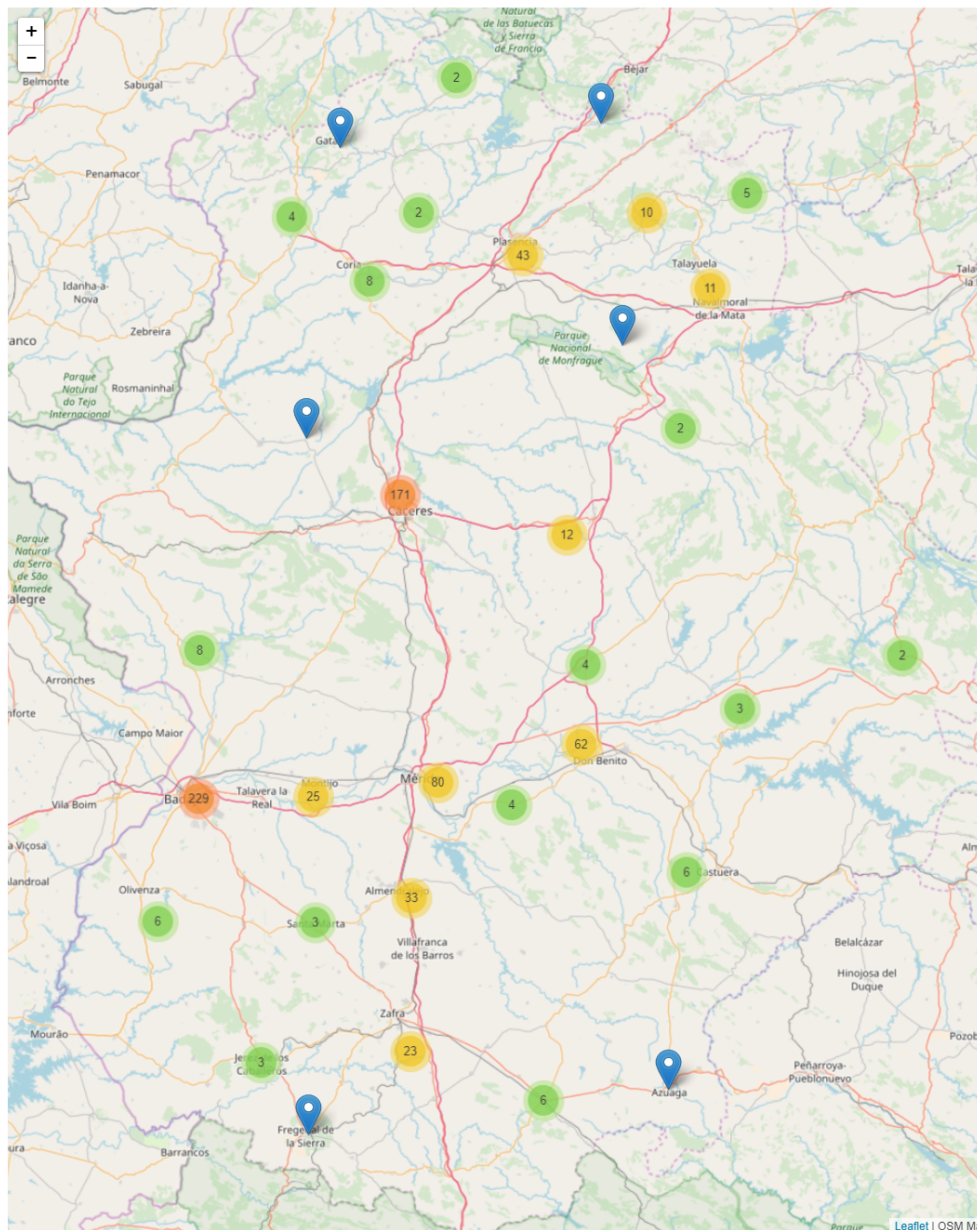 Natural
de las Batuecas
y Sierra
de Francia
+
−
Belmonte
Sabugal
2
Béjar
Gata
Penamacor
5
4
2
10
Plasencia
43
Coria
8
Talayuela
11
Idanha-a-
Nova
Navalmoral
de la Mata
Zebreira
Parque
Nacional
de Monfragüe
Parque
Natural
do Tejo
Internacional
Rosmaninhal
2
171
Cáceres
12
Parque
Natural
da Serra
de São
Mamede
8
4
2
Arronches
3
Campo Maior
62
Don Benito
80
Montijo
25
Talavera la
Real
229
Vila Boim
4
6
Castuera
Olivenza
33
6
Santa Marta
3
Villafranca
de los Barros
Belalcázar
Hinojosa del
Duque
Zafra
Mourão
23
3
Peñarroya-
Pueblonuevo
Azuaga
6
Fregenal de
la Sierra
Barrancos
Parque
Leaflet | OSM M